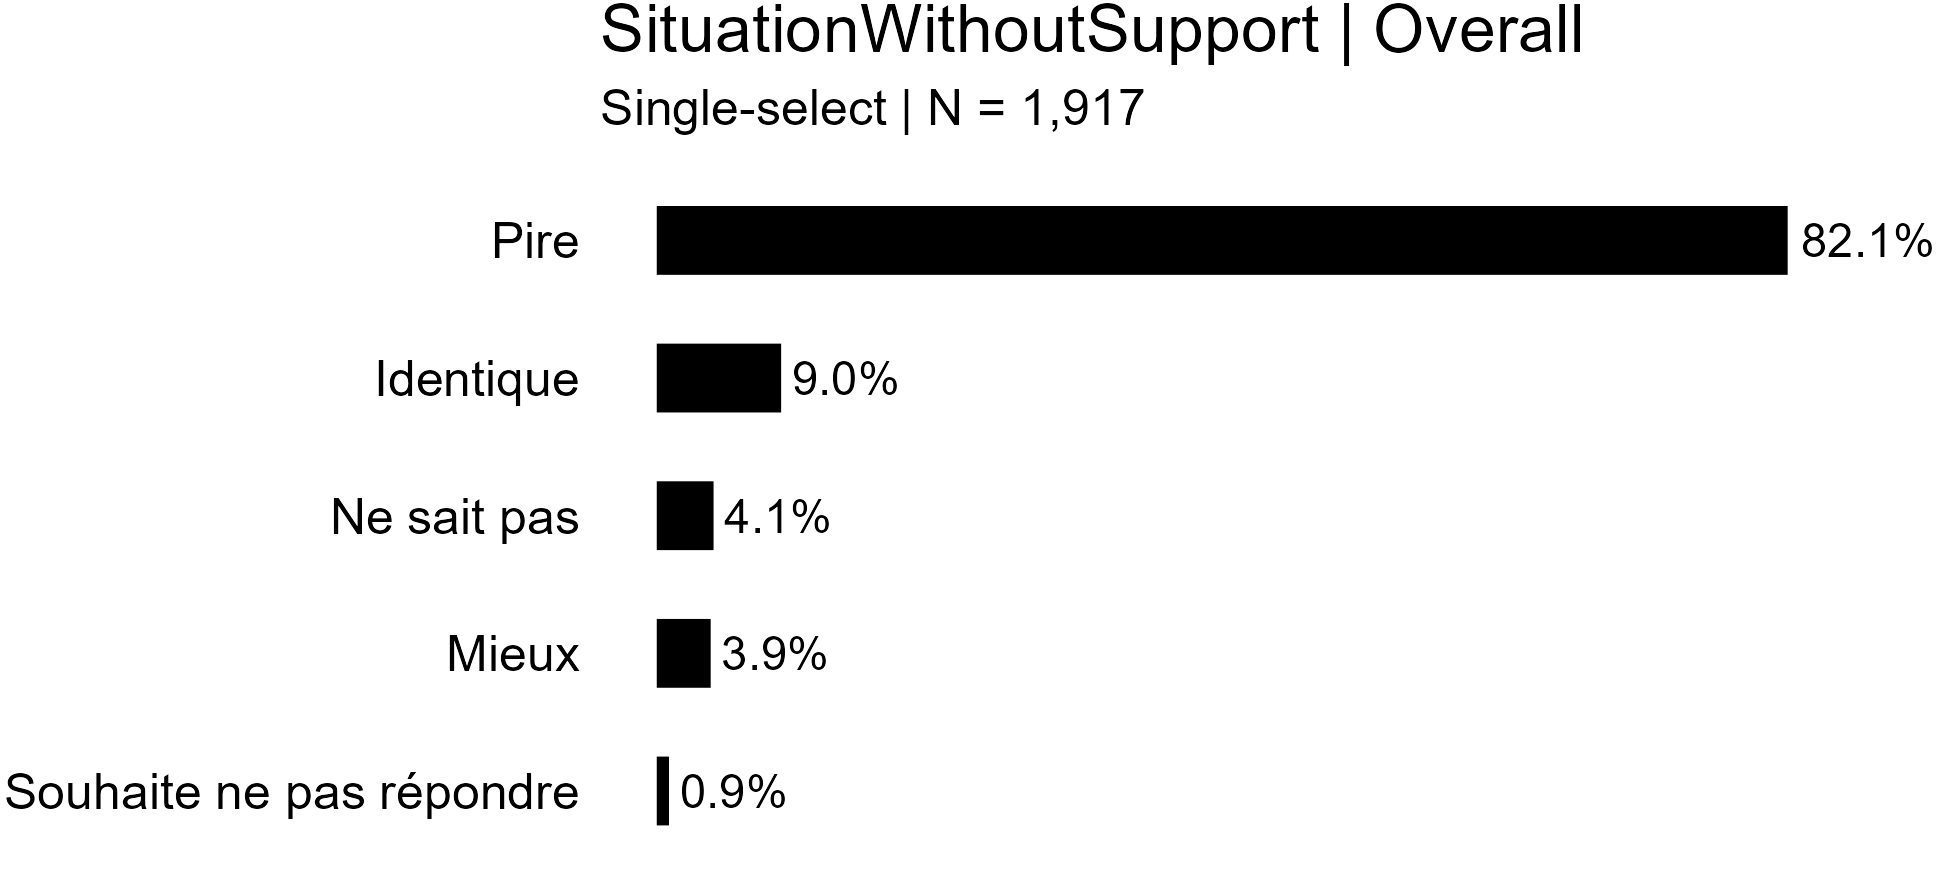 SituationWithoutSupport | Overall
Single-select | N = 1,917
Pire 82.1%
Identique 9.0%
Ne sait pas 4.1%
Mieux 3.9%
Souhaite ne pas répondre 0.9%